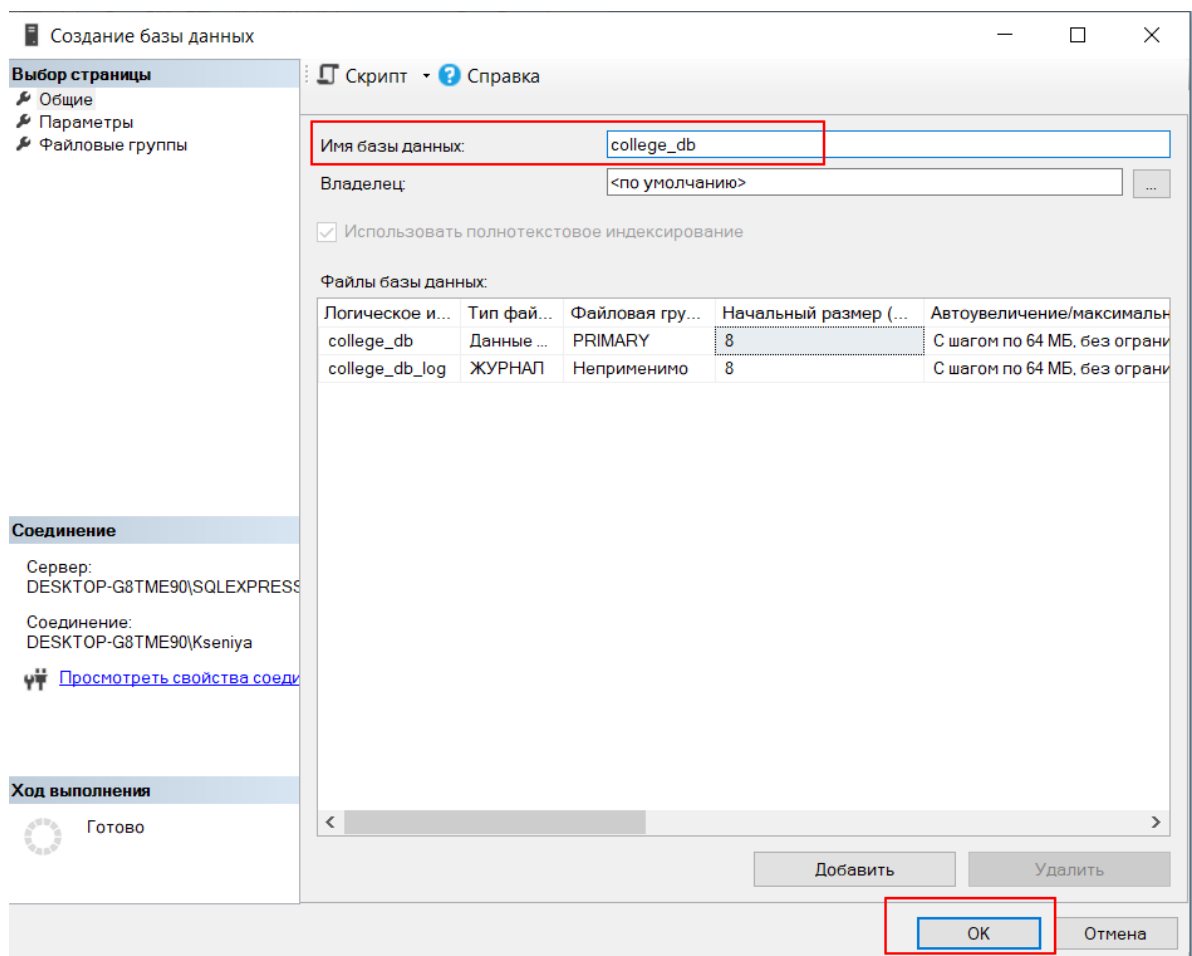 Создание базы данных
Выбор страницы
Общие
Параметры
Файловые группы
Скрипт
Справка
Имя базы данных: college_db
Владелец: <по умолчанию> ...
Использовать полнотекстовое индексирование
Файлы базы данных:
Логическое и... Тип фай... Файловая гру... Начальный размер (... Автоувеличение/максимальн
college_db Данные ... PRIMARY 8 С шагом по 64 МБ, без ограни
college_db_log ЖУРНАЛ Неприменимо 8 С шагом по 64 МБ, без ограни
Соединение
Сервер:
DESKTOP-G8TME90\SQLEXPRESS
Соединение:
DESKTOP-G8TME90\Kseniya
Просмотреть свойства соеди
Ход выполнения
Готово
Добавить Удалить
OK Отмена